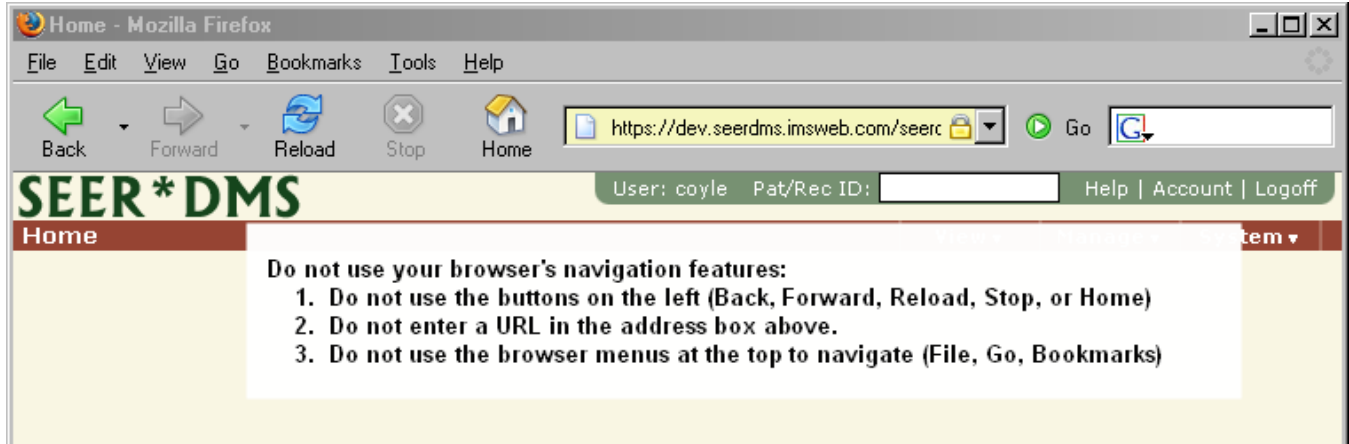 Home - Mozilla Firefox
File Edit View Go Bookmarks Tools Help
Back Forward Reload Stop Home https://dev.seerdms.imsweb.com/seerc Go G
SEER*DMS User: coyle Pat/Rec ID: Help | Account | Logoff
Home View Manage System
Do not use your browser's navigation features:
1. Do not use the buttons on the left (Back, Forward, Reload, Stop, or Home)
2. Do not enter a URL in the address box above.
3. Do not use the browser menus at the top to navigate (File, Go, Bookmarks)